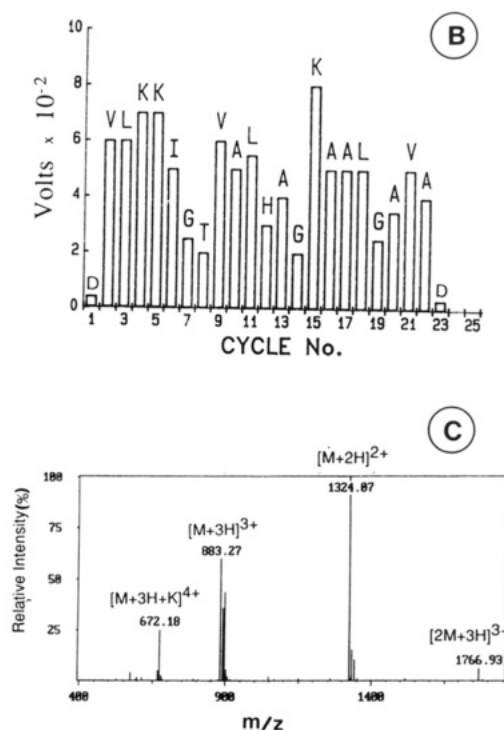 B
Volts x 10-2
10
8
6
4
2
0
D V L K K I G T V A L H A G K A A L G A V A D
1 3 5 7 9 11 13 15 17 19 21 23 25
CYCLE No.
C
Relative Intensity(%)
100
75
50
25
[M+3H+K]4+
672.18
[M+3H]3+
883.27
[M+2H]2+
1324.07
[2M+3H]3+
1766.93
400 900 1400
m/z